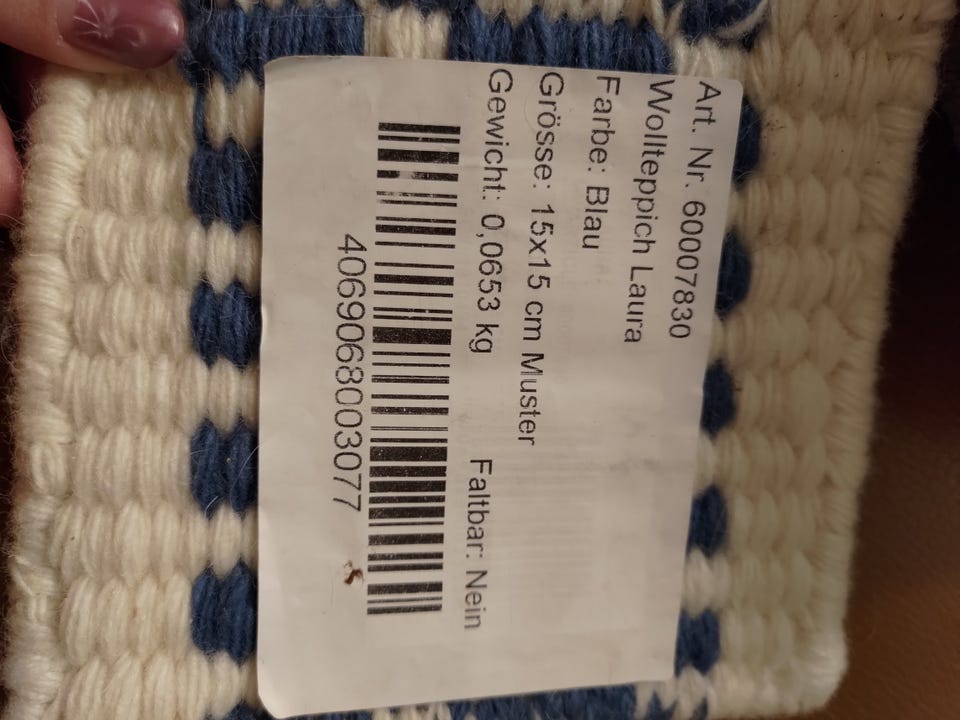 Art. Nr. 60007830
Wollteppich Laura
Farbe: Blau
Grösse: 15x15 cm Muster
Gewicht: 0,0653 kg Faltbar: Nein
4069068003077